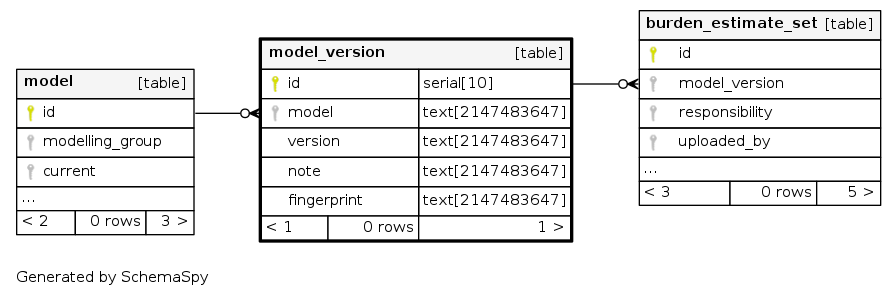 model [table]
id
modelling_group
current
...
< 2 0 rows 3 >
model_version [table]
id serial[10]
model text[2147483647]
version text[2147483647]
note text[2147483647]
fingerprint text[2147483647]
< 1 0 rows 1 >
burden_estimate_set [table]
id
model_version
responsibility
uploaded_by
...
< 3 0 rows 5 >
Generated by SchemaSpy